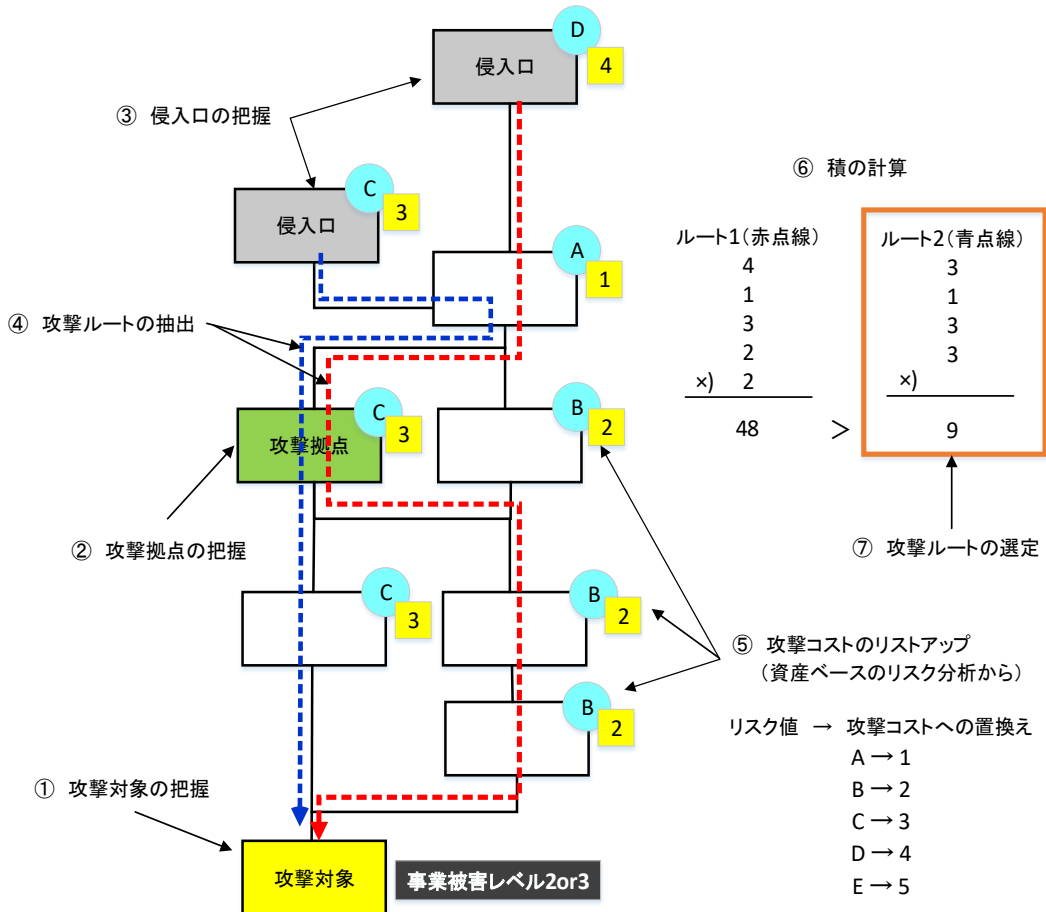 D
侵入口
4
③ 侵入口の把握
C
侵入口
3
A
1
④ 攻撃ルートの抽出
C
攻撃拠点
3
B
2
② 攻撃拠点の把握
C
3
B
2
B
2
① 攻撃対象の把握
攻撃対象
事業被害レベル2or3
⑥ 積の計算
ルート1(赤点線)
4
1
3
2
×) 2
48
>
ルート2(青点線)
3
1
3
3
×)
9
⑦ 攻撃ルートの選定
⑤ 攻撃コストのリストアップ
(資産ベースのリスク分析から)
リスク値 → 攻撃コストへの置換え
A → 1
B → 2
C → 3
D → 4
E → 5